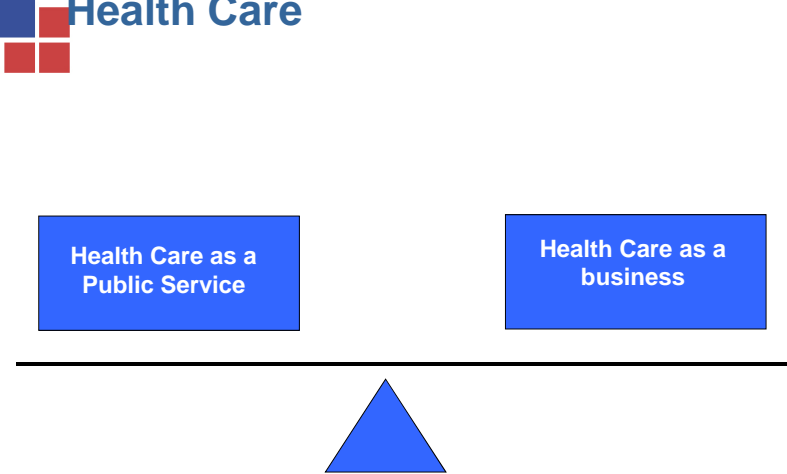 Health Care
Health Care as a
Public Service
Health Care as a
business